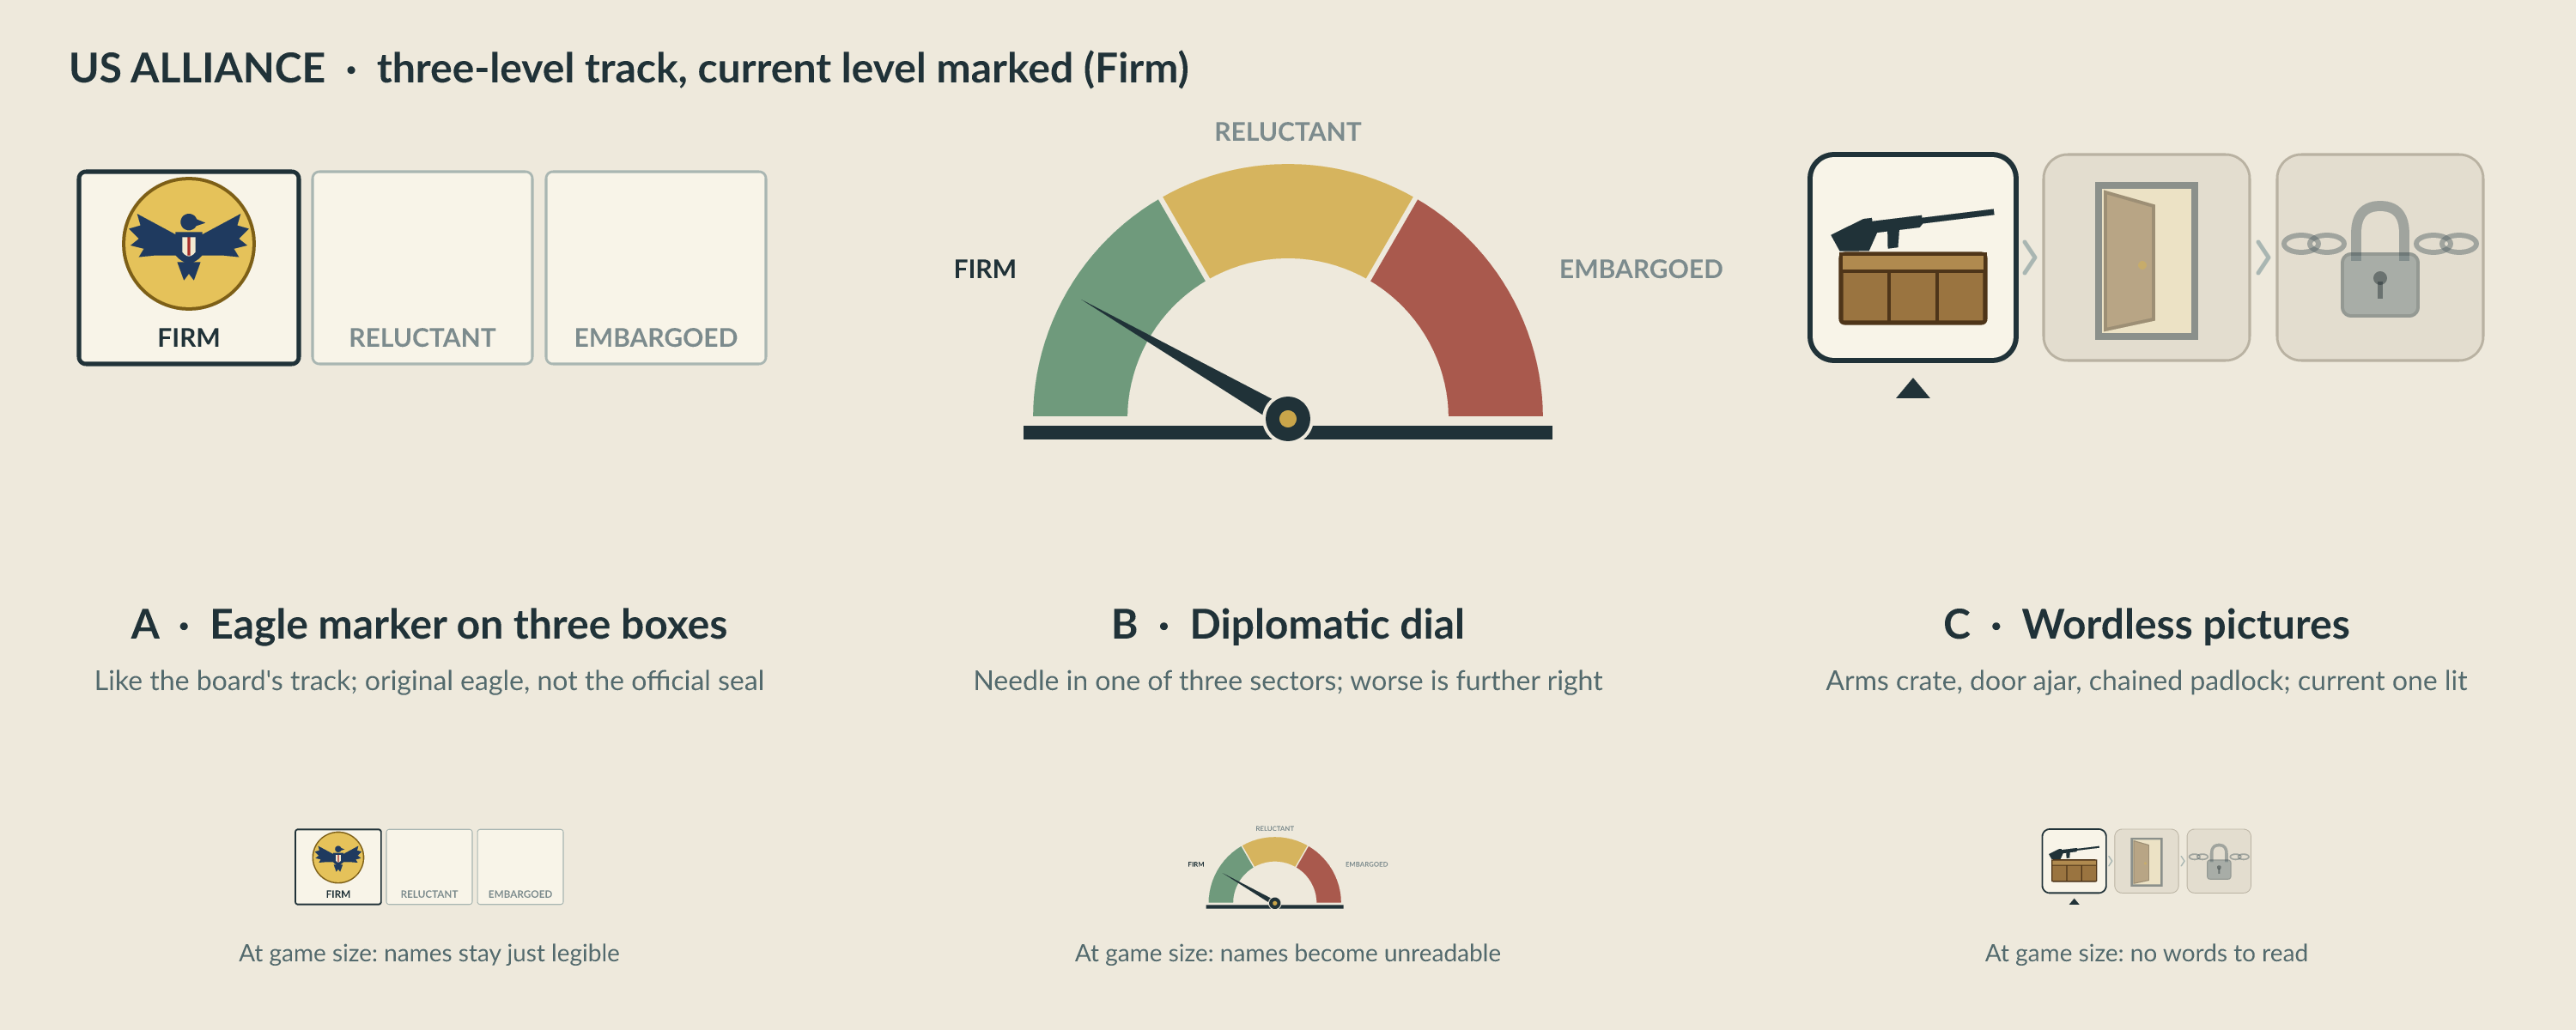 US ALLIANCE · three-level track, current level marked (Firm)
FIRM
RELUCTANT
EMBARGOED
RELUCTANT
FIRM
EMBARGOED
A · Eagle marker on three boxes
Like the board's track; original eagle, not the official seal
B · Diplomatic dial
Needle in one of three sectors; worse is further right
C · Wordless pictures
Arms crate, door ajar, chained padlock; current one lit
FIRM
RELUCTANT
EMBARGOED
At game size: names stay just legible
RELUCTANT
FIRM
EMBARGOED
At game size: names become unreadable
At game size: no words to read